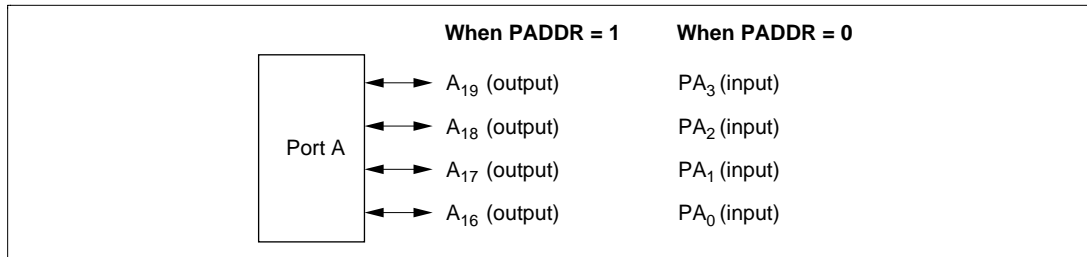 When PADDR = 1 When PADDR = 0
A19 (output) PA3 (input)
A18 (output) PA2 (input)
Port A
A17 (output) PA1 (input)
A16 (output) PA0 (input)